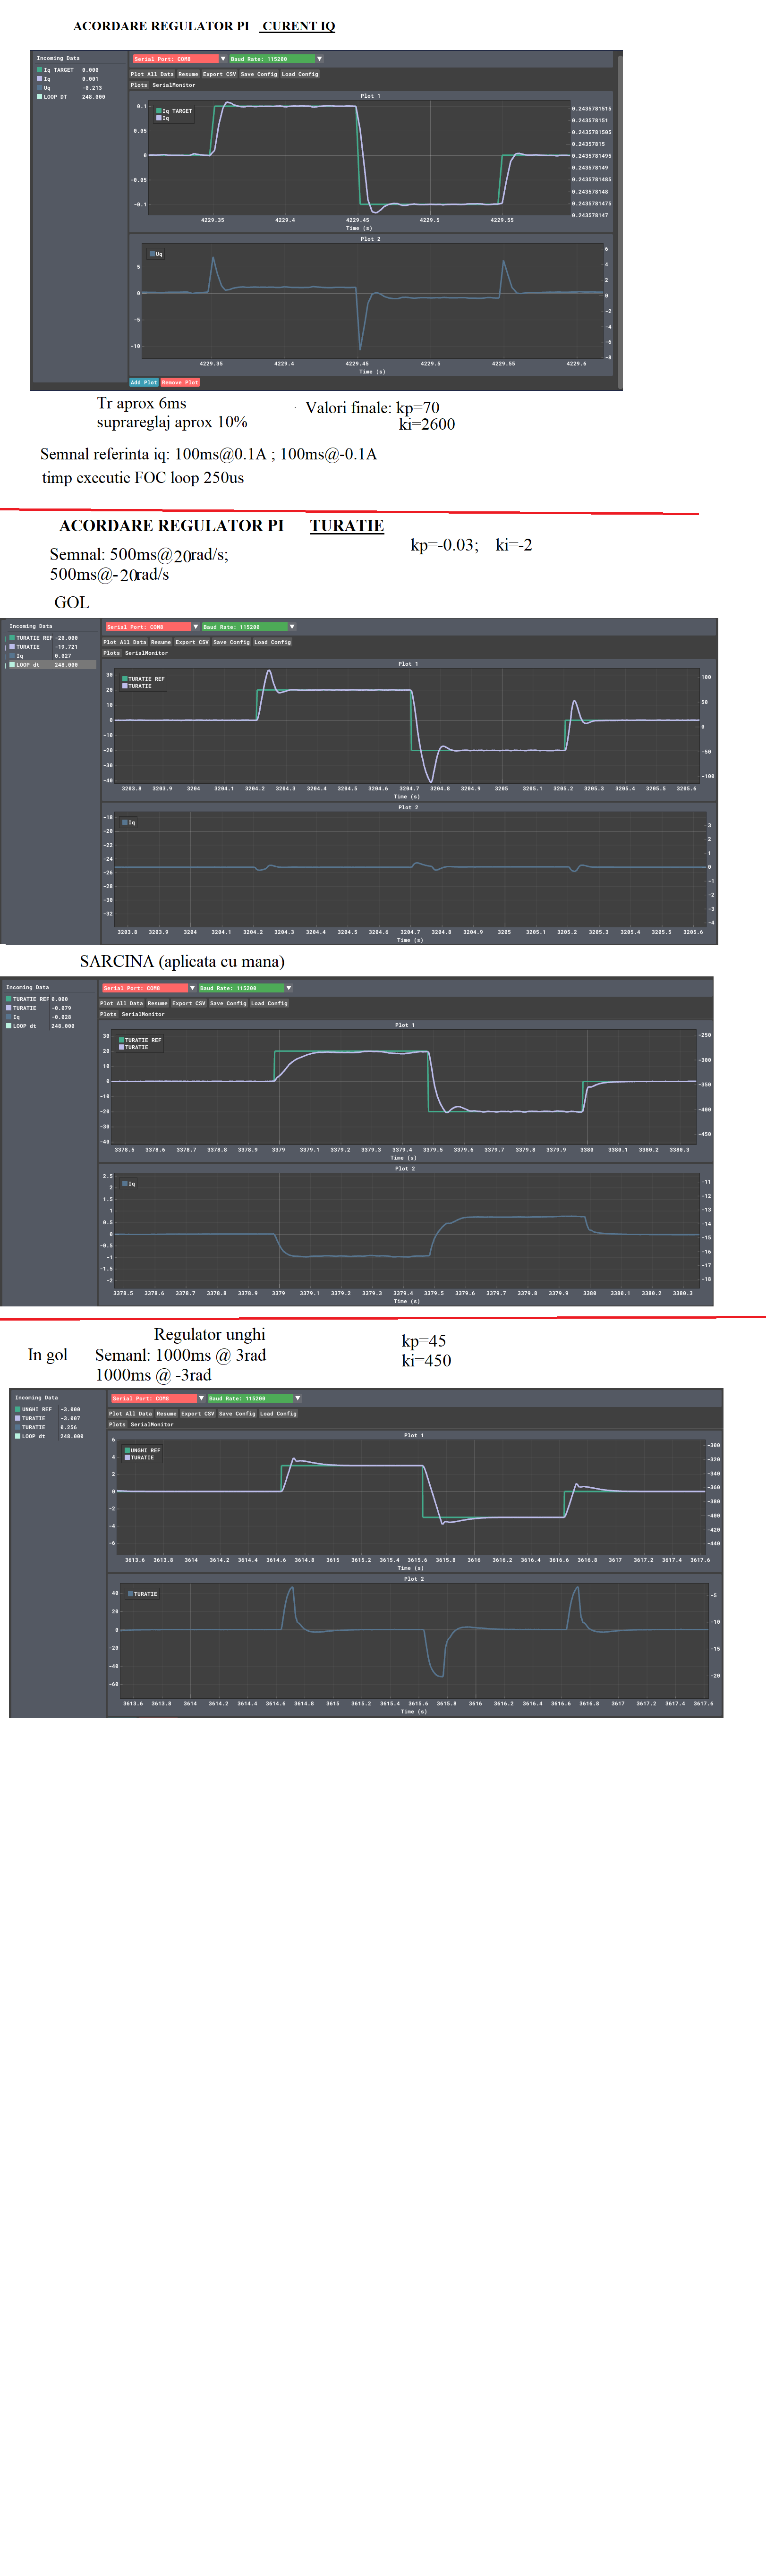 ACORDARE REGULATOR PI CURENT IQ
Incoming Data
Iq TARGET 0.000
Iq 0.001
Uq -0.213
LOOP DT 248.000
Serial Port: COM8 Baud Rate: 115200
Plot All Data Resume Export CSV Save Config Load Config
Plots SerialMonitor
Plot 1
Iq TARGET
Iq
0.1
0.05
0
-0.05
-0.1
0.2435781515
0.243578151
0.2435781505
0.24357815
0.2435781495
0.243578149
0.2435781485
0.243578148
0.2435781475
0.243578147
4229.35 4229.4 4229.45 4229.5 4229.55
Time (s)
Plot 2
Uq
5
0
-5
-10
6
4
2
0
-2
-4
-6
-8
4229.35 4229.4 4229.45 4229.5 4229.55 4229.6
Time (s)
Add Plot Remove Plot
Tr aprox 6ms
suprareglaj aprox 10%
Valori finale: kp=70
ki=2600
Semnal referinta iq: 100ms@0.1A ; 100ms@-0.1A
timp executie FOC loop 250us
ACORDARE REGULATOR PI TURATIE
Semnal: 500ms@20rad/s;
500ms@-20rad/s
kp=-0.03; ki=-2
GOL
Incoming Data
TURATIE REF -20.000
TURATIE -19.721
Iq 0.027
LOOP dt 248.000
Serial Port: COM8 Baud Rate: 115200
Plot All Data Resume Export CSV Save Config Load Config
Plots SerialMonitor
Plot 1
TURATIE REF
TURATIE
30
20
10
0
-10
-20
-30
-40
100
50
0
-50
-100
3203.8 3203.9 3204 3204.1 3204.2 3204.3 3204.4 3204.5 3204.6 3204.7 3204.8 3204.9 3205 3205.1 3205.2 3205.3 3205.4 3205.5 3205.6
Time (s)
Plot 2
Iq
-18
-20
-22
-24
-26
-28
-30
-32
3
2
1
0
-1
-2
-3
-4
3203.8 3203.9 3204 3204.1 3204.2 3204.3 3204.4 3204.5 3204.6 3204.7 3204.8 3204.9 3205 3205.1 3205.2 3205.3 3205.4 3205.5 3205.6
Time (s)
SARCINA (aplicata cu mana)
Incoming Data
TURATIE REF 0.000
TURATIE -0.079
Iq -0.028
LOOP dt 248.000
Serial Port: COM8 Baud Rate: 115200
Plot All Data Resume Export CSV Save Config Load Config
Plots SerialMonitor
Plot 1
TURATIE REF
TURATIE
30
20
10
0
-10
-20
-30
-40
-250
-300
-350
-400
-450
3378.5 3378.6 3378.7 3378.8 3378.9 3379 3379.1 3379.2 3379.3 3379.4 3379.5 3379.6 3379.7 3379.8 3379.9 3380 3380.1 3380.2 3380.3
Time (s)
Plot 2
Iq
2.5
2
1.5
1
0.5
0
-0.5
-1
-1.5
-2
-11
-12
-13
-14
-15
-16
-17
-18
3378.5 3378.6 3378.7 3378.8 3378.9 3379 3379.1 3379.2 3379.3 3379.4 3379.5 3379.6 3379.7 3379.8 3379.9 3380 3380.1 3380.2 3380.3
Time (s)
Regulator unghi
In gol Semanl: 1000ms @ 3rad
1000ms @ -3rad
kp=45
ki=450
Incoming Data
UNGHI REF -3.000
TURATIE -3.007
TURATIE 0.256
LOOP dt 248.000
Serial Port: COM8 Baud Rate: 115200
Plot All Data Resume Export CSV Save Config Load Config
Plots SerialMonitor
Plot 1
UNGHI REF
TURATIE
6
4
2
0
-2
-4
-6
-300
-320
-340
-360
-380
-400
-420
-440
3613.6 3613.8 3614 3614.2 3614.4 3614.6 3614.8 3615 3615.2 3615.4 3615.6 3615.8 3616 3616.2 3616.4 3616.6 3616.8 3617 3617.2 3617.4 3617.6
Time (s)
Plot 2
TURATIE
40
20
0
-20
-40
-60
-5
-10
-15
-20
3613.6 3613.8 3614 3614.2 3614.4 3614.6 3614.8 3615 3615.2 3615.4 3615.6 3615.8 3616 3616.2 3616.4 3616.6 3616.8 3617 3617.2 3617.4 3617.6
Time (s)